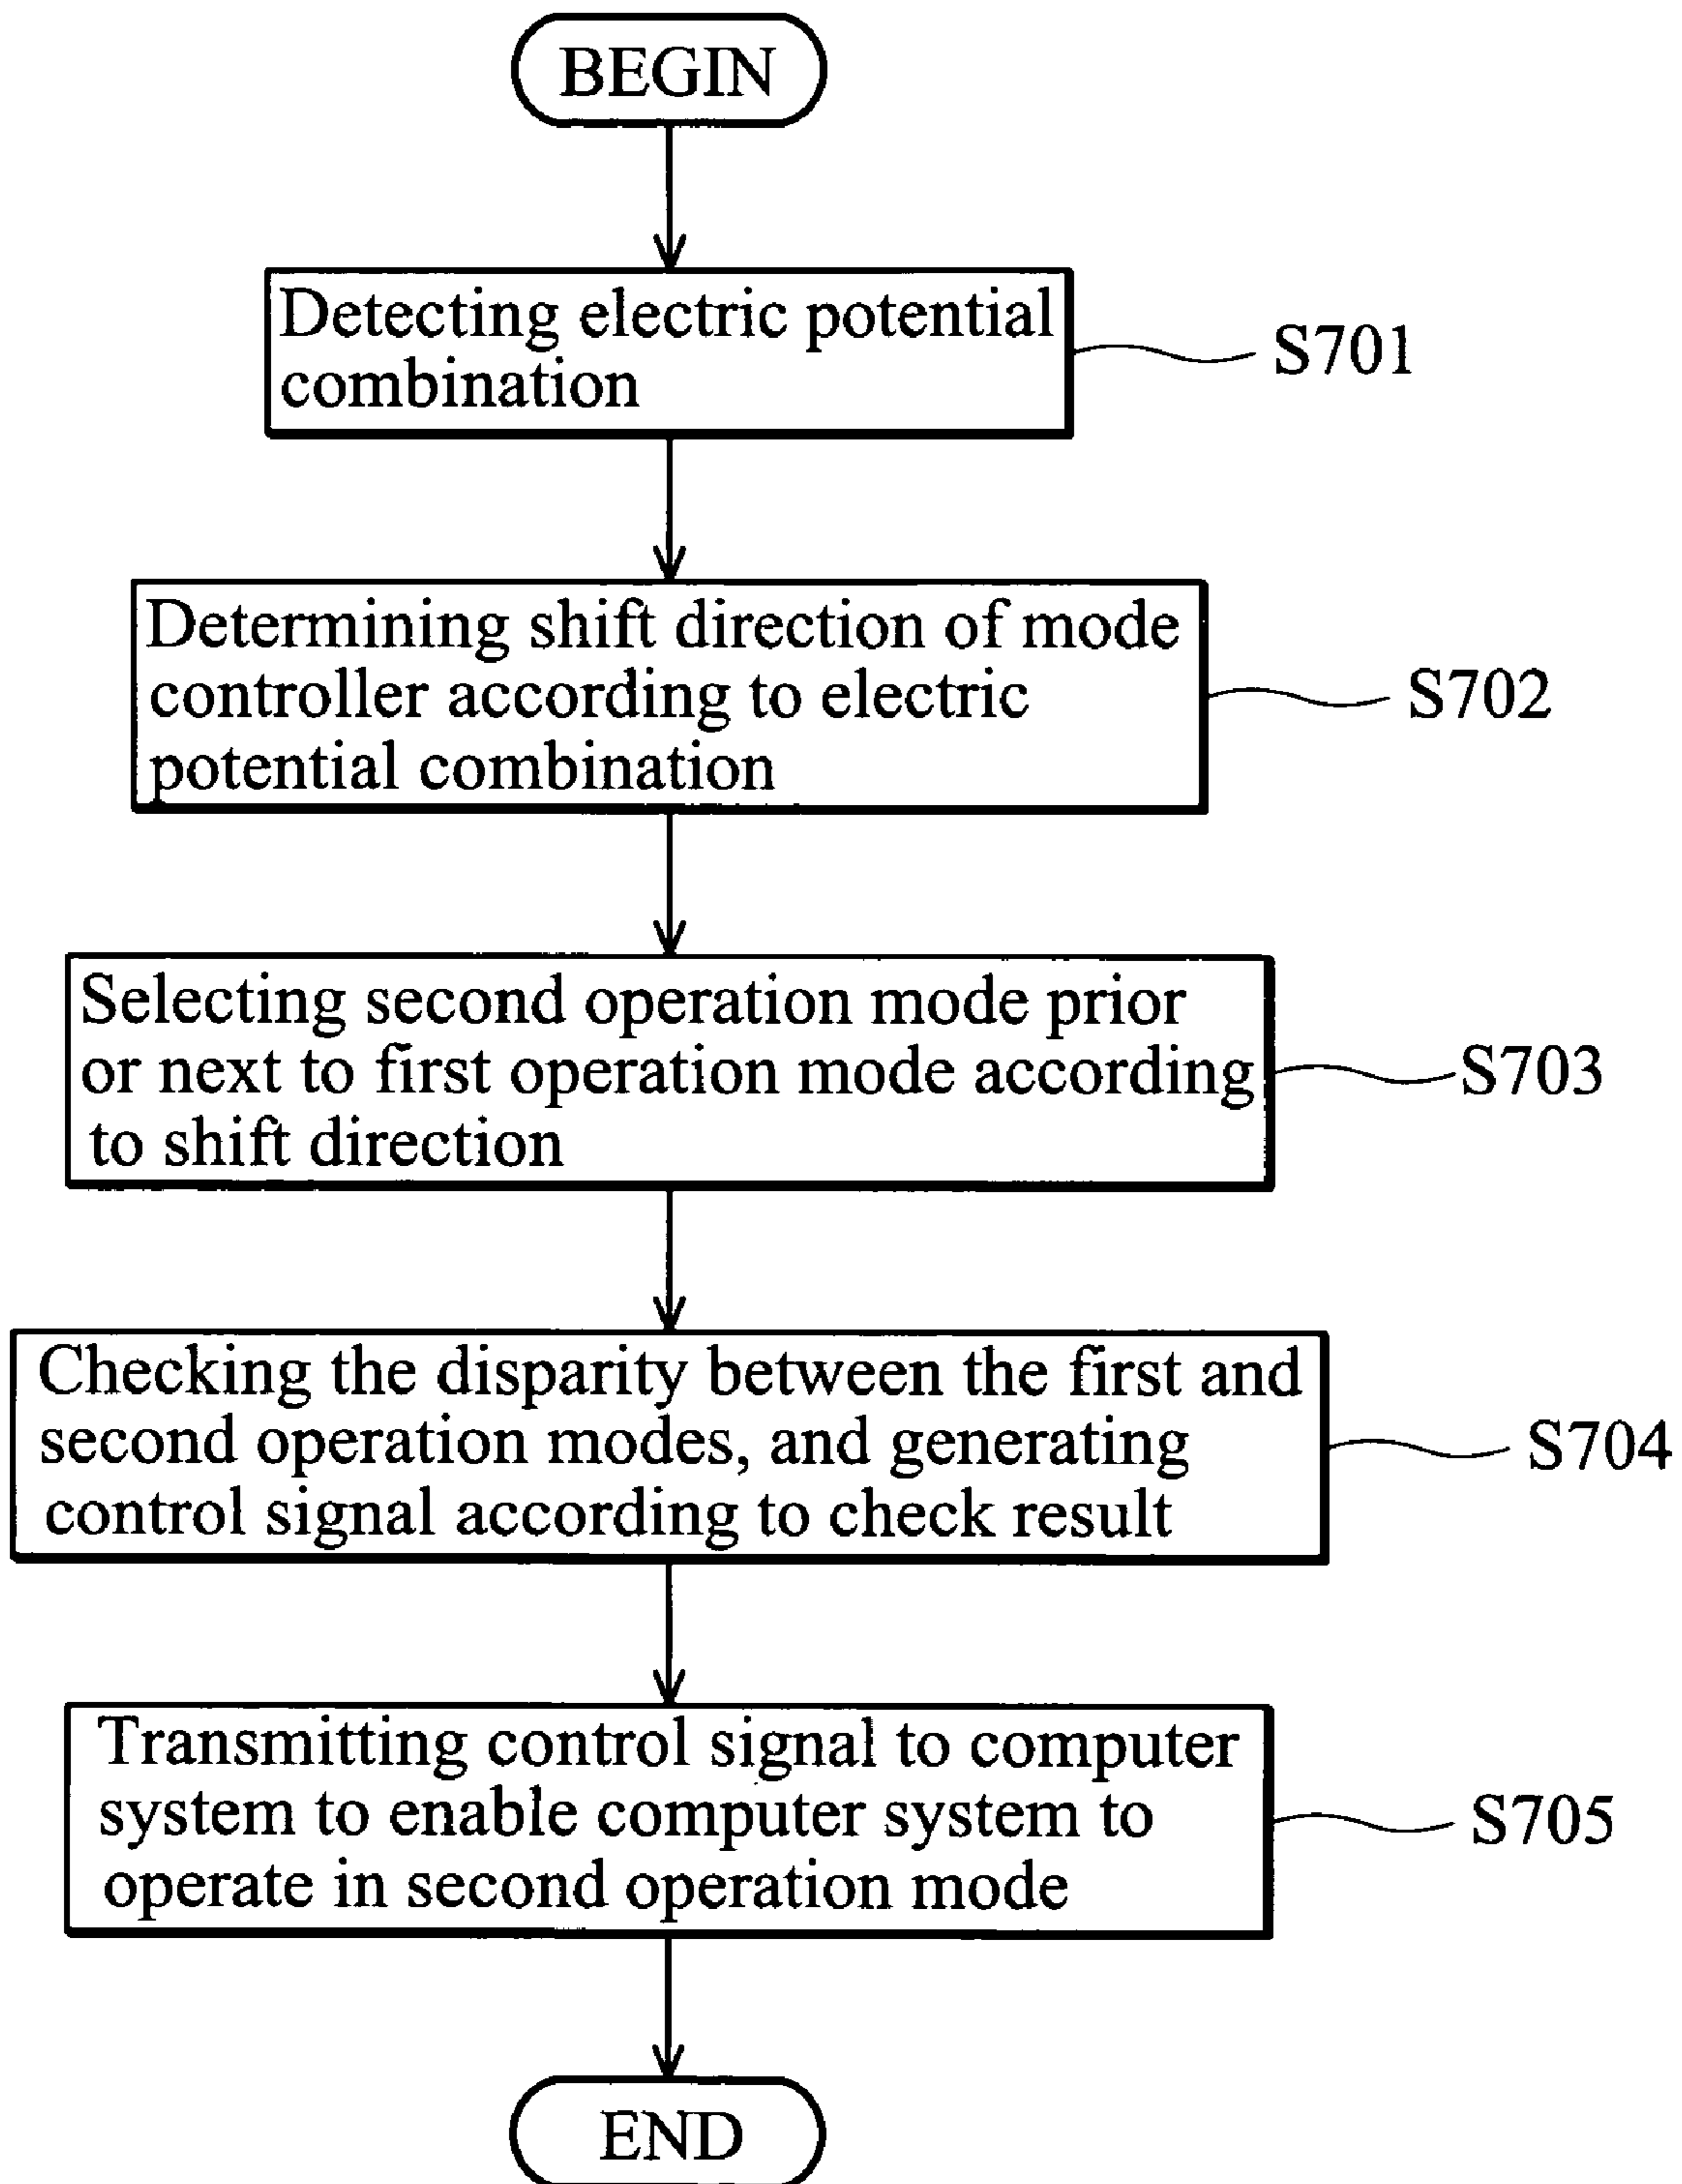 BEGIN
Detecting electric potential
combination
S701
Determining shift direction of mode
controller according to electric
potential combination
S702
Selecting second operation mode prior
or next to first operation mode according
to shift direction
S703
Checking the disparity between the first and
second operation modes, and generating
control signal according to check result
S704
Transmitting control signal to computer
system to enable computer system to
operate in second operation mode
S705
END